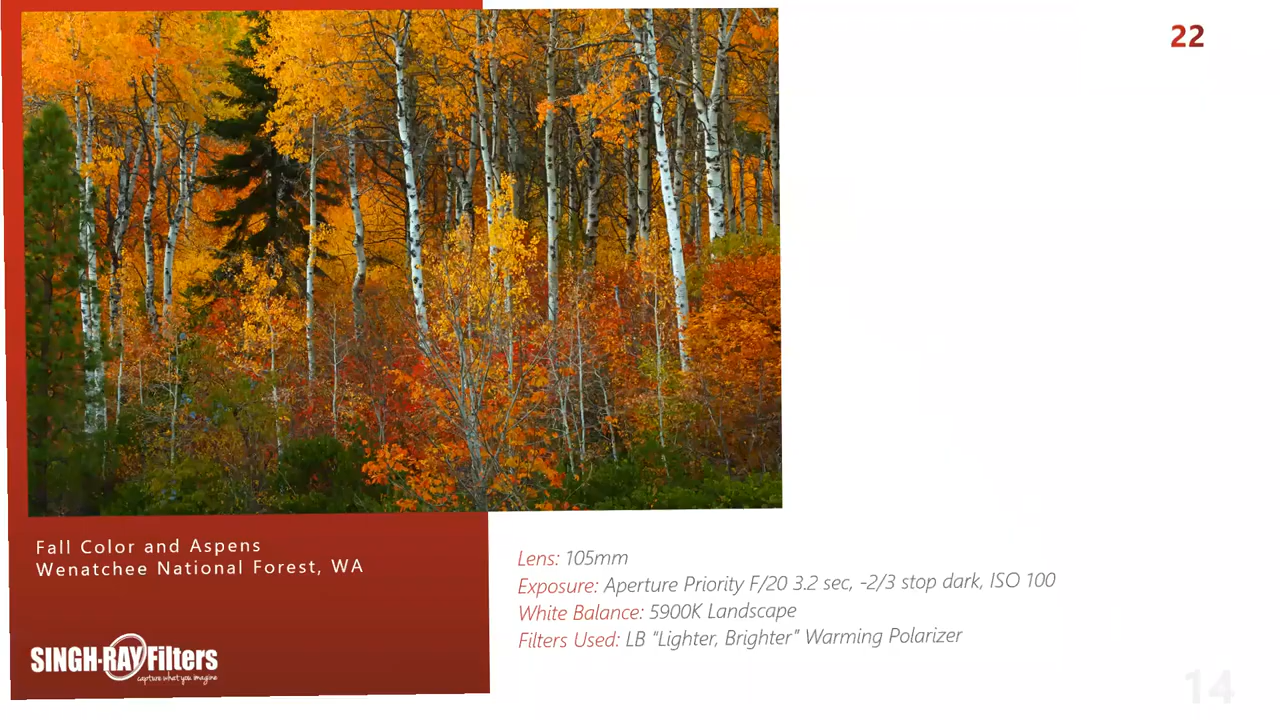 22
Fall Color and Aspens
Wenatchee National Forest, WA
Lens: 105mm
Exposure: Aperture Priority F/20 3.2 sec, -2/3 stop dark, ISO 100
White Balance: 5900K Landscape
Filters Used: LB “Lighter, Brighter” Warming Polarizer
SINGH-RAY Filters
capture what you imagine
14